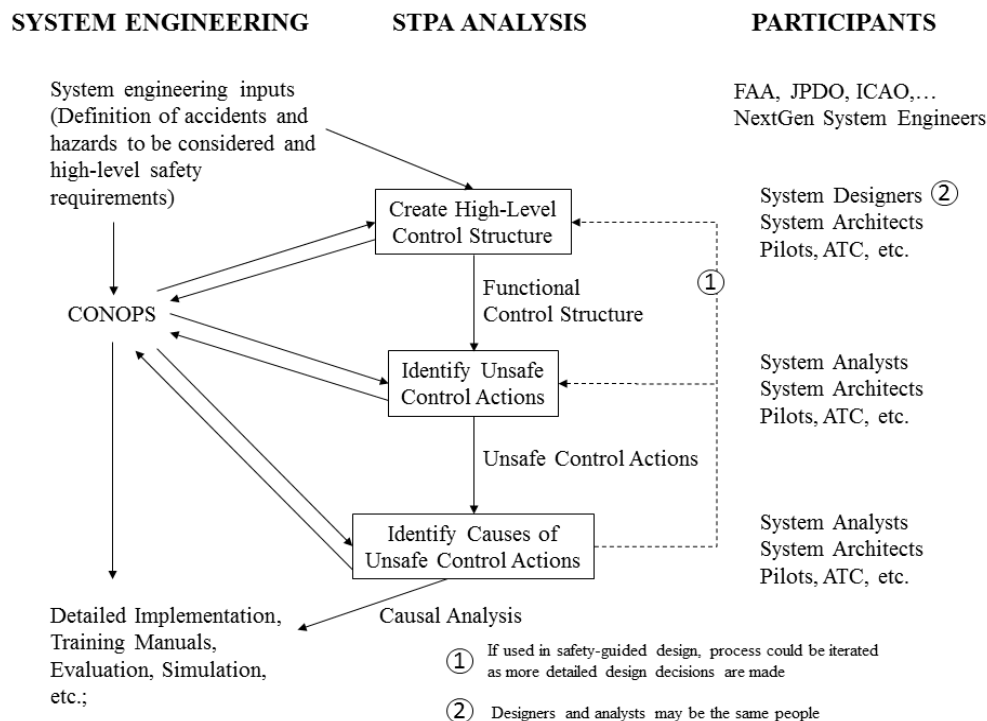 SYSTEM ENGINEERING
STPA ANALYSIS
PARTICIPANTS
System engineering inputs
(Definition of accidents and
hazards to be considered and
high-level safety
requirements)
FAA, JPDO, ICAO,...
NextGen System Engineers
Create High-Level
Control Structure
System Designers ②
System Architects
Pilots, ATC, etc.
①
Functional
Control Structure
CONOPS
Identify Unsafe
Control Actions
System Analysts
System Architects
Pilots, ATC, etc.
Unsafe Control Actions
Identify Causes of
Unsafe Control Actions
System Analysts
System Architects
Pilots, ATC, etc.
Detailed Implementation,
Training Manuals,
Evaluation, Simulation,
etc.;
Causal Analysis
① If used in safety-guided design, process could be iterated
as more detailed design decisions are made
② Designers and analysts may be the same people